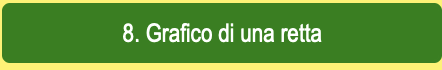 8. Grafico di una retta